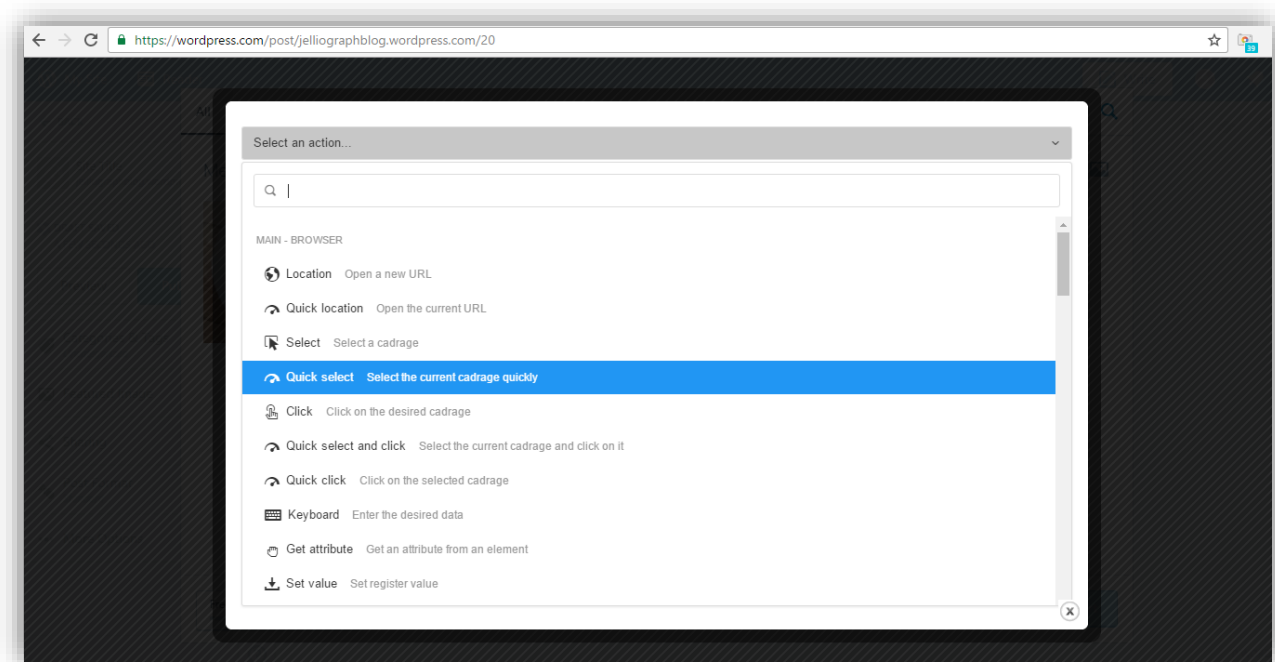 https://wordpress.com/post/jelliographblog.wordpress.com/20
39
All
Select an action...
MAIN - BROWSER
Location Open a new URL
Quick location Open the current URL
Select Select a cadrage
Quick select Select the current cadrage quickly
Click Click on the desired cadrage
Quick select and click Select the current cadrage and click on it
Quick click Click on the selected cadrage
Keyboard Enter the desired data
Get attribute Get an attribute from an element
Set value Set register value
x